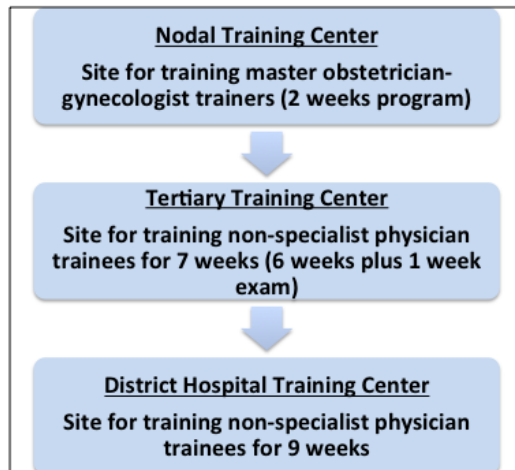 Nodal Training Center
Site for training master obstetrician-
gynecologist trainers (2 weeks program)
Tertiary Training Center
Site for training non-specialist physician
trainees for 7 weeks (6 weeks plus 1 week
exam)
District Hospital Training Center
Site for training non-specialist physician
trainees for 9 weeks